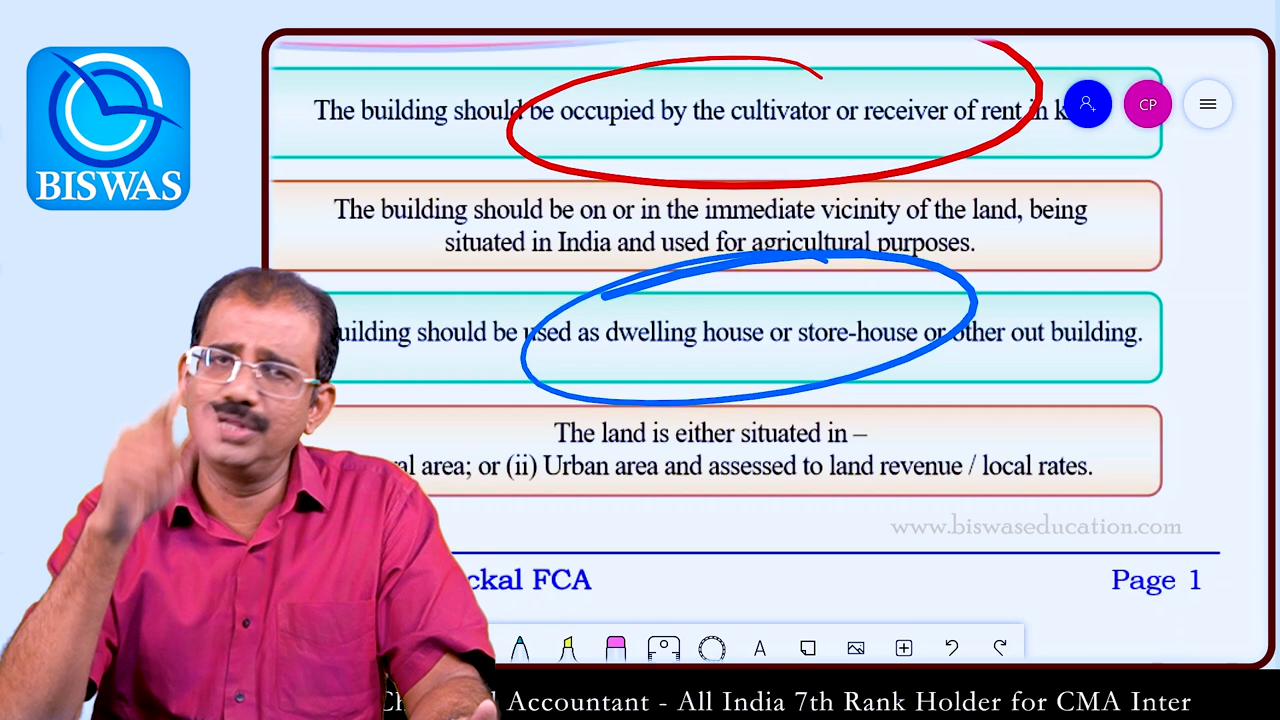 BISWAS
The building should be occupied by the cultivator or receiver of rent in
CP
The building should be on or in the immediate vicinity of the land, being
situated in India and used for agricultural purposes.
should be used as dwelling house or store-house or other out building.
The land is either situated in –
area; or (ii) Urban area and assessed to land revenue / local rates.
www.biswaseducation.com
FCA
Page 1
A
Accountant - All India 7th Rank Holder for CMA Inter